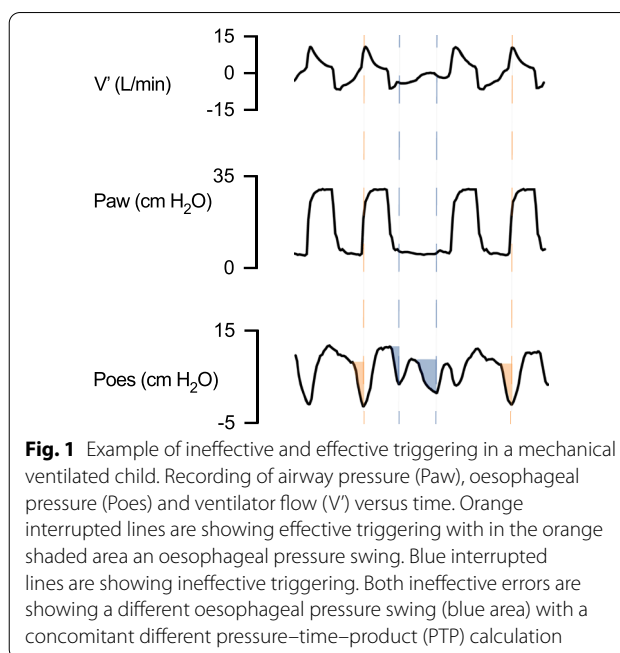 15
V' (L/min)
0
-15
35
Paw (cm H₂O)
0
15
Poes (cm H₂O)
-5
Fig. 1 Example of ineffective and effective triggering in a mechanical
ventilated child. Recording of airway pressure (Paw), oesophageal
pressure (Poes) and ventilator flow (V') versus time. Orange
interrupted lines are showing effective triggering with in the orange
shaded area an oesophageal pressure swing. Blue interrupted
lines are showing ineffective triggering. Both ineffective errors are
showing a different oesophageal pressure swing (blue area) with a
concomitant different pressure–time–product (PTP) calculation